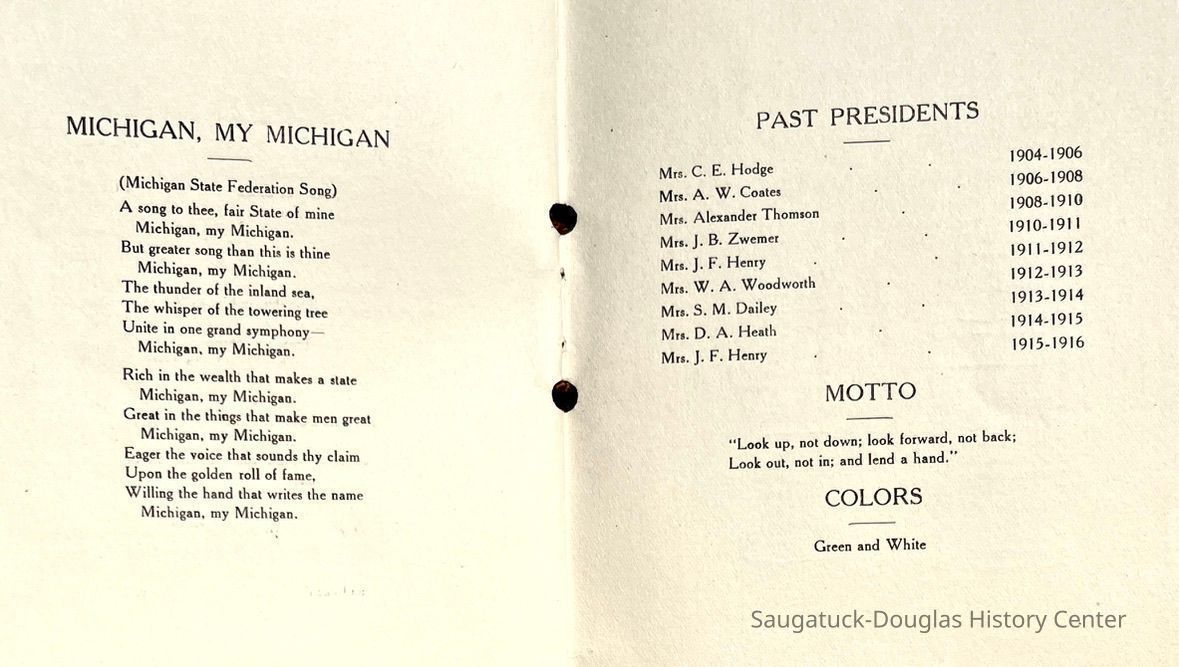 MICHIGAN, MY MICHIGAN
(Michigan State Federation Song)
A song to thee, fair State of mine
Michigan, my Michigan.
But greater song than this is thine
Michigan, my Michigan.
The thunder of the inland sea,
The whisper of the towering tree
Unite in one grand symphony—
Michigan, my Michigan.
Rich in the wealth that makes a state
Michigan, my Michigan.
Great in the things that make men great
Michigan, my Michigan.
Eager the voice that sounds thy claim
Upon the golden roll of fame,
Willing the hand that writes the name
Michigan, my Michigan.
PAST PRESIDENTS
Mrs. C. E. Hodge 1904-1906
Mrs. A. W. Coates 1906-1908
Mrs. Alexander Thomson 1908-1910
Mrs. J. B. Zwemer 1910-1911
Mrs. J. F. Henry 1911-1912
Mrs. W. A. Woodworth 1912-1913
Mrs. S. M. Dailey 1913-1914
Mrs. D. A. Heath 1914-1915
Mrs. J. F. Henry 1915-1916
MOTTO
"Look up, not down; look forward, not back;
Look out, not in; and lend a hand."
COLORS
Green and White
Saugatuck-Douglas History Center